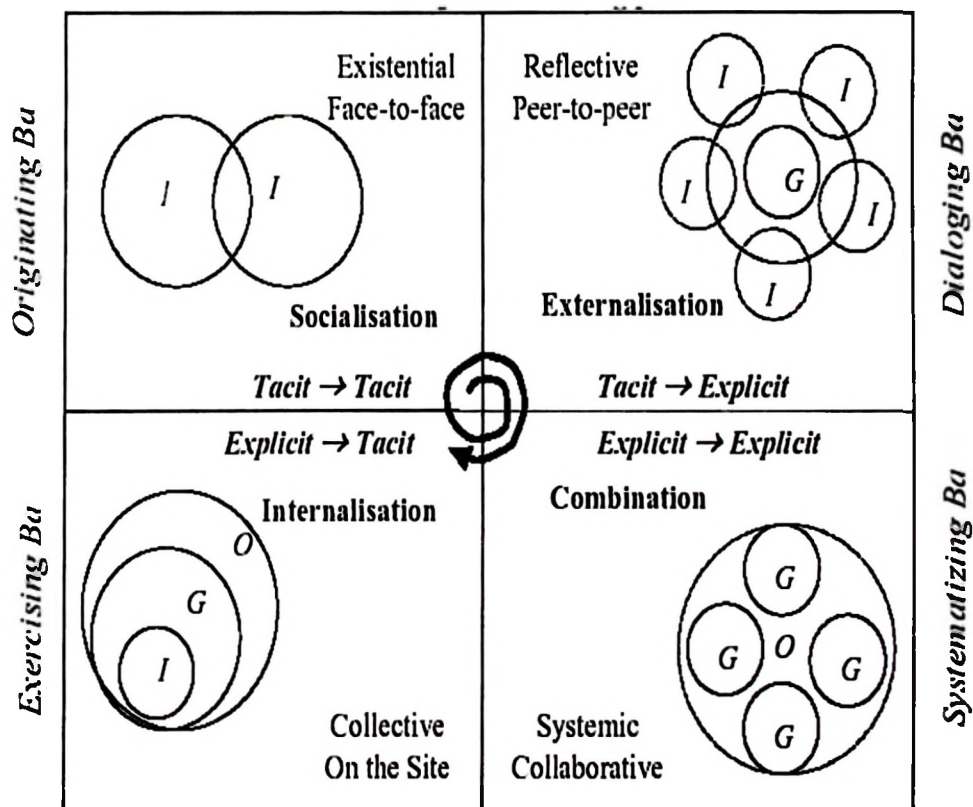 Originating Ba
Existential
Face-to-face
I
I
Socialisation
Tacit → Tacit
Reflective
Peer-to-peer
I
I
I
G
I
I
Externalisation
Tacit → Explicit
Dialoging Ba
Exercising Ba
Explicit → Tacit
Internalisation
O
G
I
Collective
On the Site
Explicit → Explicit
Combination
G
G
O
G
G
Systemic
Collaborative
Systematizing Ba